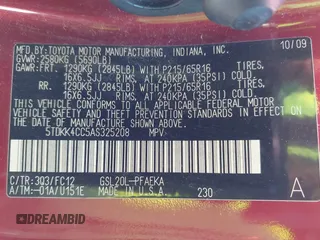 MFD. BY: TOYOTA MOTOR MANUFACTURING, INDIANA, INC.
10/09
GVWR: 2580KG (5690LB)
GAWR: FRT. 1290KG (2845LB) WITH P215/65R16
16X6.5JJ RIMS, AT 240KPA (35PSI) COLD.
RR. 1290KG (2845LB) WITH P215/65R16
16X6.5JJ RIMS, AT 240KPA (35PSI) COLD
THIS VEHICLE CONFORMS TO ALL APPLICABLE
FEDERAL MOTOR VEHICLE SAFETY, BUMPER,
AND THEFT PREVENTION STANDARDS IN EFFECT
ON THE DATE OF MANUFACTURE SHOWN ABOVE.
5TDKK4CC5AS325208 MPV
C/TR: 3Q3/FC12 GSL20L-PFAEKA
A/TM: -01A/U151E MADE IN U.S.A. 230
A
DREAMBID